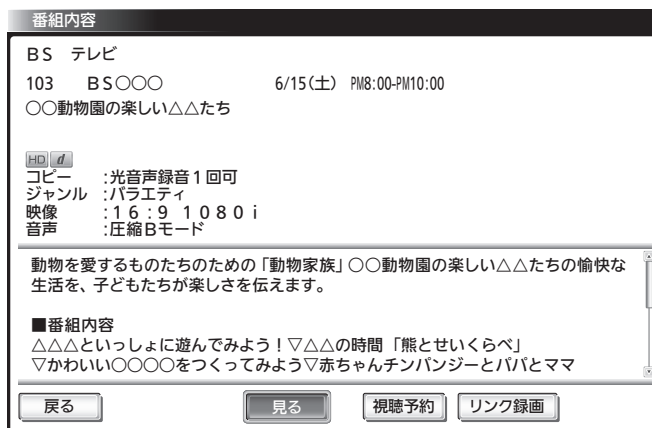 番組内容
BS テレビ
103 BS○○○ 6/15(土) PM8:00-PM10:00
○○動物園の楽しい△△たち
HD d
コピー :光音声録音1回可
ジャンル :バラエティ
映像 :16:9 1080i
音声 :圧縮Bモード
動物を愛するものたちのための「動物家族」○○動物園の楽しい△△たちの愉快な
生活を、子どもたちが楽しさを伝えます。
■番組内容
△△△といっしょに遊んでみよう!▽△△の時間「熊とせいくらべ」
▽かわいい○○○○をつくってみよう▽赤ちゃんチンパンジーとパパとママ
戻る 見る 視聴予約 リンク録画